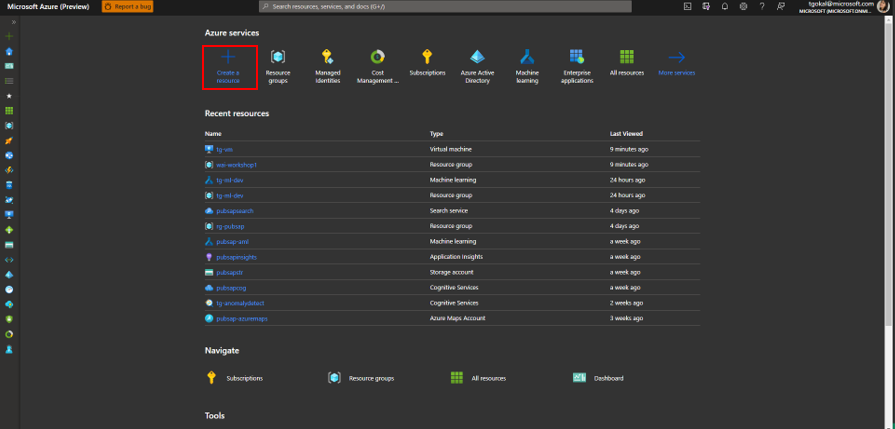 Microsoft Azure (Preview)
Report a bug
Search resources, services, and docs (G+/)
tgokal@microsoft.com
MICROSOFT (MICROSOFT.ONMI...
Azure services
Create a resource
Resource groups
Managed Identities
Cost Management ...
Subscriptions
Azure Active Directory
Machine learning
Enterprise applications
All resources
More services
Recent resources
Name Type Last Viewed
tg-ws Virtual machine 9 minutes ago
wai-workshop1 Resource group 9 minutes ago
tg-ml-dev Machine learning 24 hours ago
tg-ml-dev Resource group 24 hours ago
pubsapsearch Search service 4 days ago
rg-pubsap Resource group 4 days ago
pubsap-aml Machine learning a week ago
pubsapinsights Application Insights a week ago
pubsapstr Storage account a week ago
pubsapcog Cognitive Services a week ago
tg-anomalydetect Cognitive Services 2 weeks ago
pubsap-azuremaps Azure Maps Account 3 weeks ago
Navigate
Subscriptions
Resource groups
All resources
Dashboard
Tools